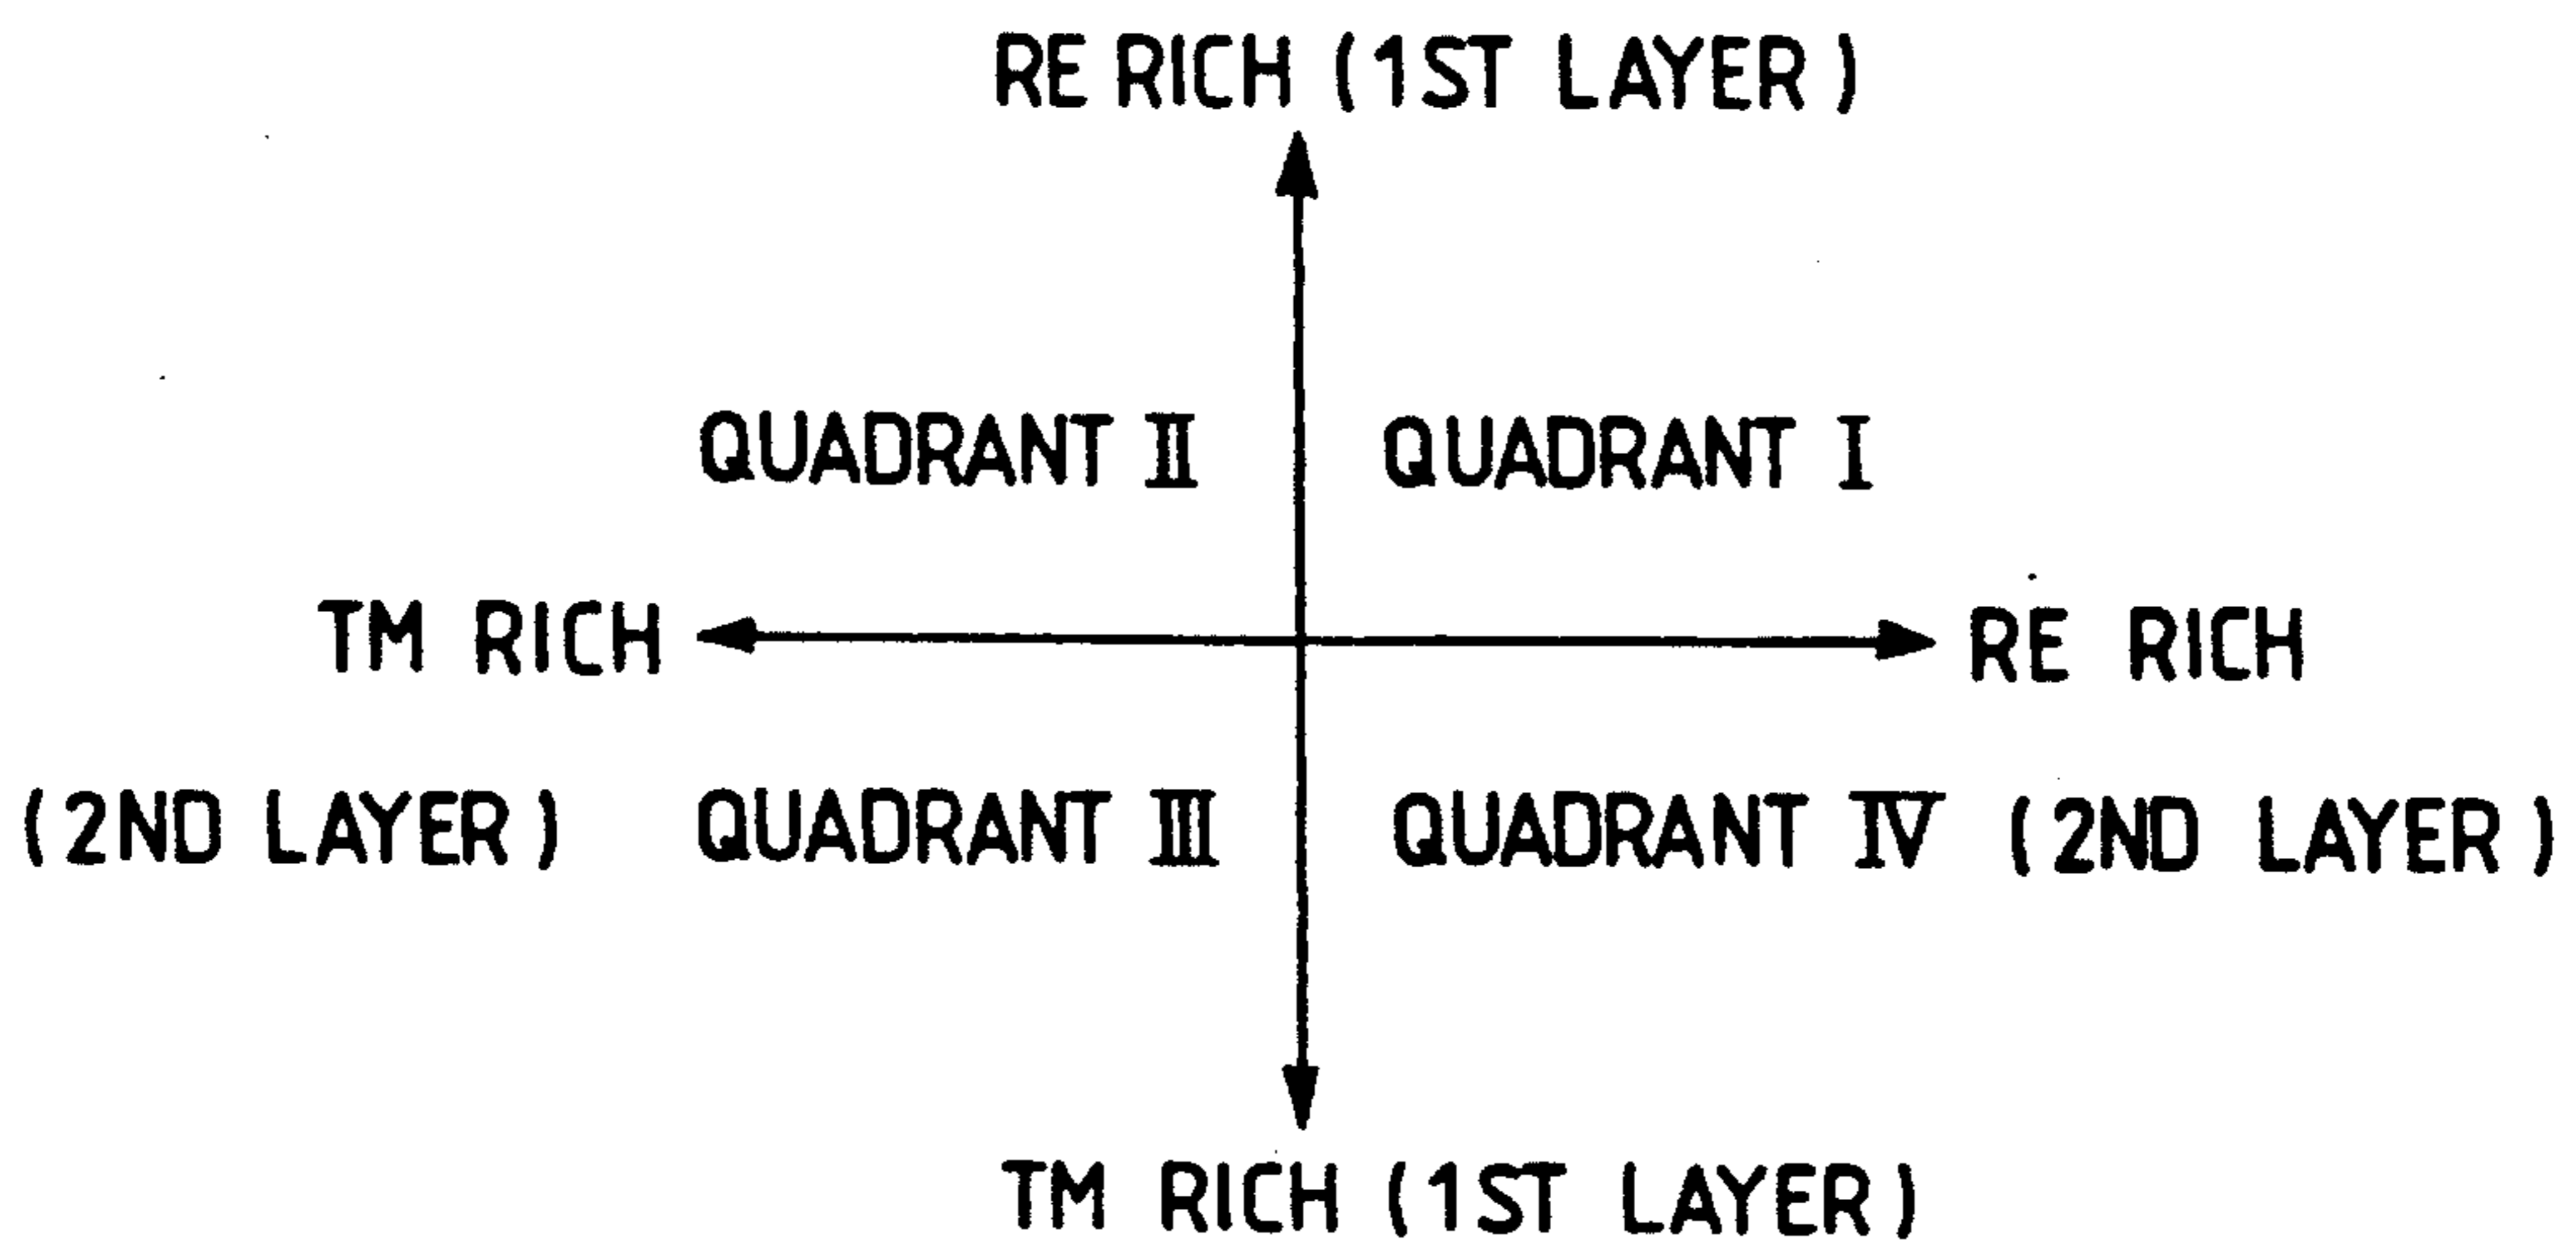 RE RICH (1ST LAYER)
QUADRANT II QUADRANT I
TM RICH RE RICH
(2ND LAYER) QUADRANT III QUADRANT IV (2ND LAYER)
TM RICH (1ST LAYER)